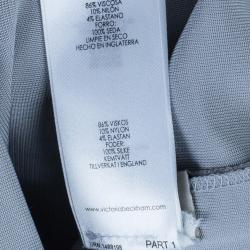 86% VISCOSA
10% NILÓN
4% ELASTANO
FORRO:
100% SEDA
LIMPIE EN SECO
HECHO EN INGLATERRA
86% VISKOS
10% NYLON
4% ELASTAN
FODER:
100% SILKE
KEMTVÄTT
TILLVERKAT I ENGLAND
www.victoriabeckham.com
PART 1